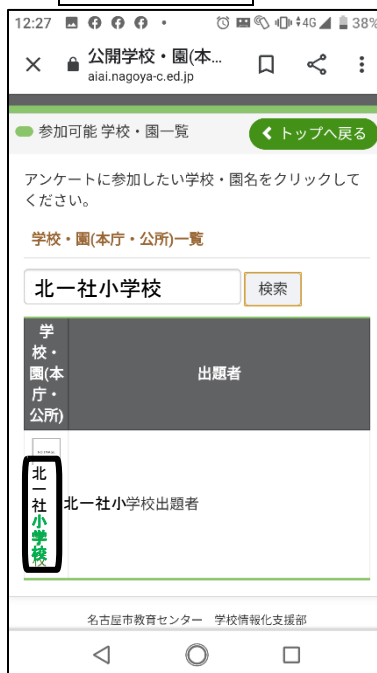 12:27 4G 38%
公開学校・園(本...
aiai.nagoya-c.ed.jp
参加可能 学校・園一覧
トップへ戻る
アンケートに参加したい学校・園名をクリックして
ください。
学校・園(本庁・公所)一覧
北一社小学校
検索
学
校・
園(本
庁・
公所)
出題者
北
一
社
小
学
校
北一社小学校出題者
名古屋市教育センター 学校情報化支援部